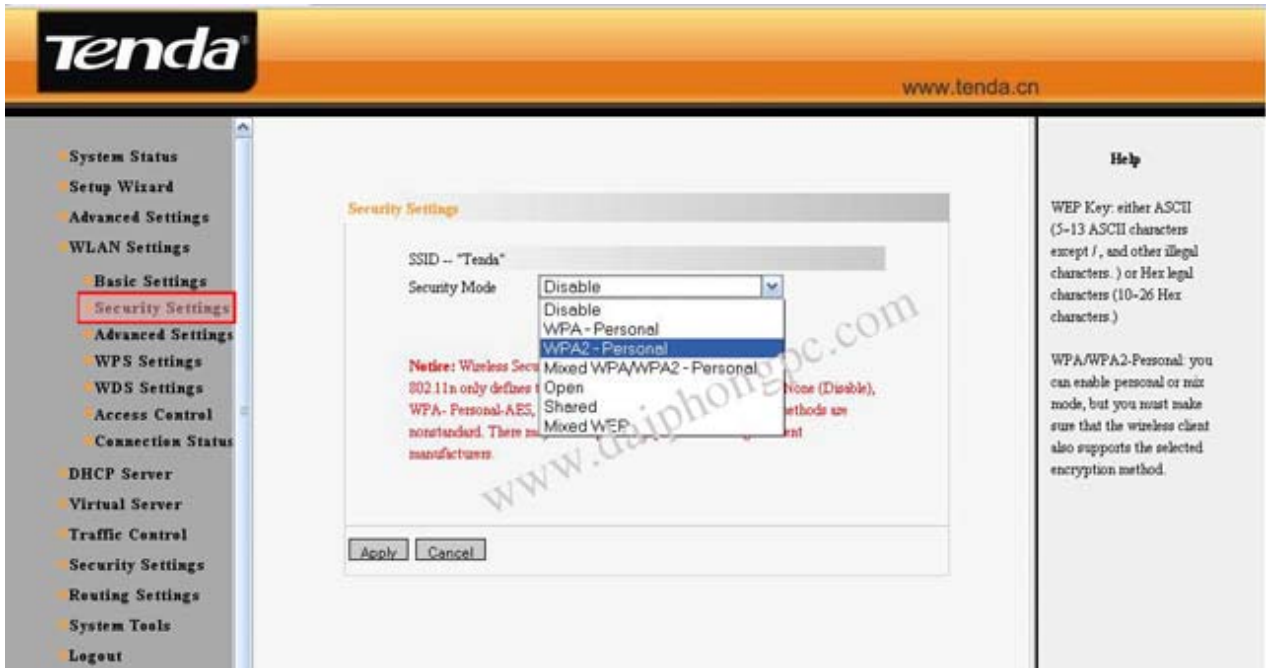 Tenda
www.tenda.cn
System Status
Setup Wizard
Advanced Settings
WLAN Settings
Basic Settings
Security Settings
Advanced Settings
WPS Settings
WDS Settings
Access Control
Connection Status
DHCP Server
Virtual Server
Traffic Control
Security Settings
Routing Settings
System Tools
Logout
Security Settings
SSID -- "Tenda"
Security Mode Disable
Disable
WPA - Personal
WPA2 - Personal
Mixed WPA/WPA2 - Personal
Open
Shared
Mixed WEP
Notice: Wireless
802.11n only defines None (Disable),
WPA- Personal-AES, methods are
nonstandard. There
manufacturers.
Apply Cancel
www.daiphongpc.com
Help
WEP Key: either ASCII
(5-13 ASCII characters
except /, and other illegal
characters. ) or Hex legal
characters (10-26 Hex
characters.)
WPA/WPA2-Personal: you
can enable personal or mix
mode, but you must make
sure that the wireless client
also supports the selected
encryption method.